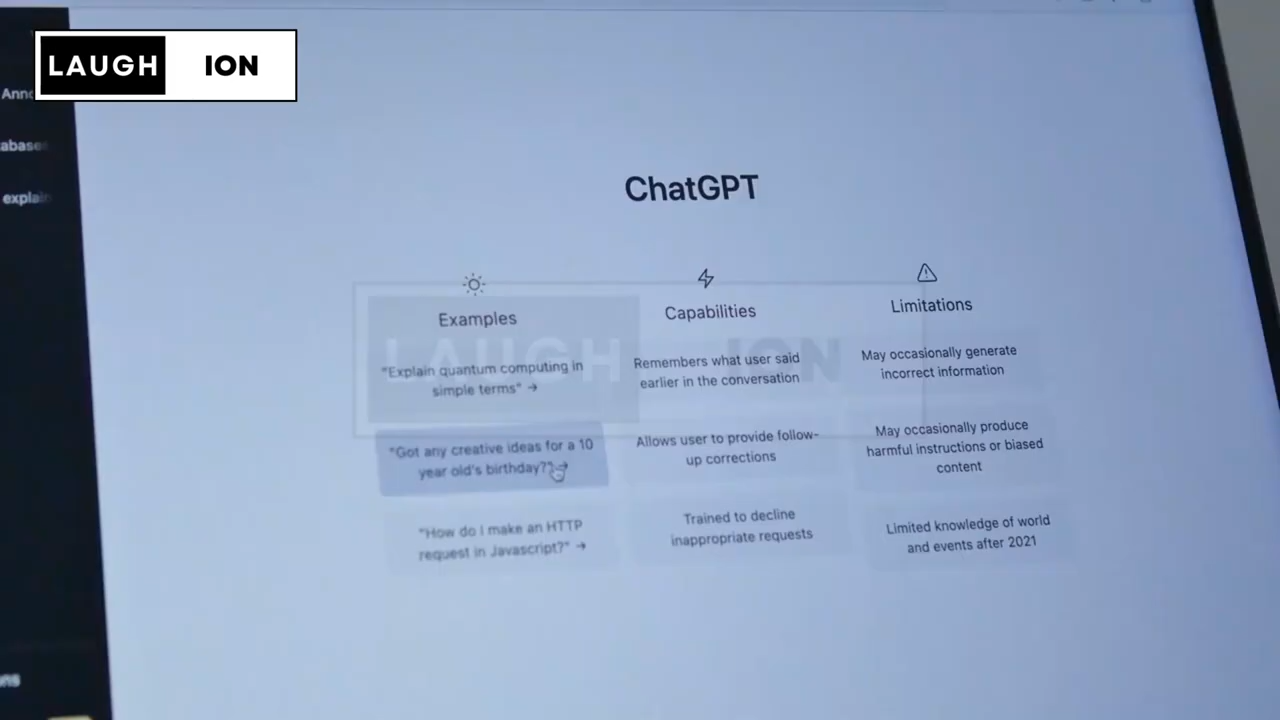 LAUGH ION
ChatGPT
Examples
Capabilities
Limitations
"Explain quantum computing in
simple terms" →
Remembers what user said
earlier in the conversation
May occasionally generate
incorrect information
"Got any creative ideas for a 10
year old's birthday?" →
Allows user to provide follow-
up corrections
May occasionally produce
harmful instructions or biased
content
"How do I make an HTTP
request in Javascript?" →
Trained to decline
inappropriate requests
Limited knowledge of world
and events after 2021
LAUGH ION
explain